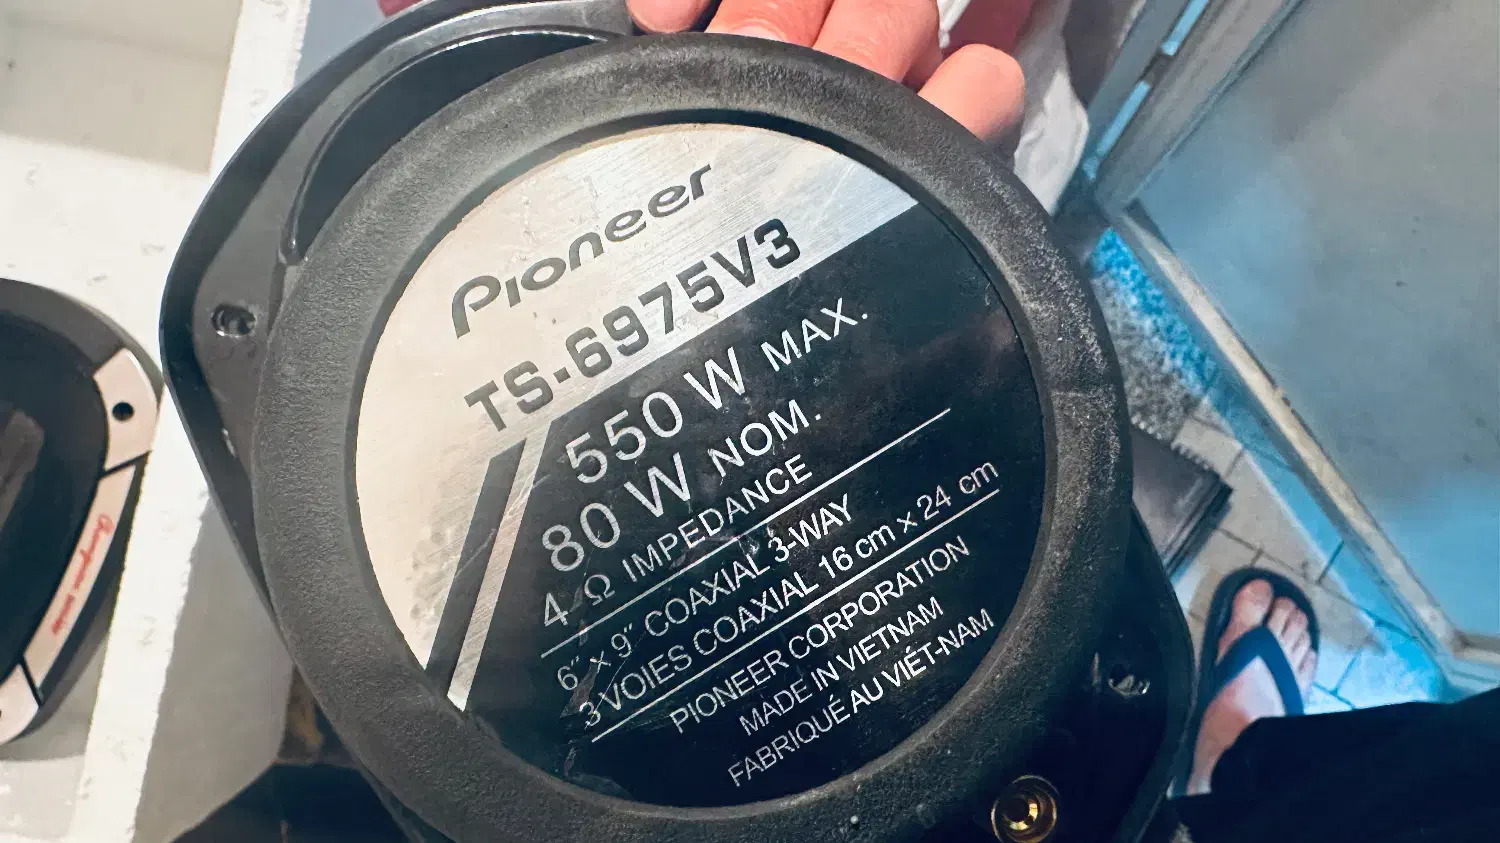 Pioneer
TS-6975V3
550 W MAX.
80 W NOM.
4 Ω IMPEDANCE
6" × 9" COAXIAL 3-WAY
3 VOIES COAXIAL 16 cm × 24 cm
PIONEER CORPORATION
MADE IN VIETNAM
FABRIQUÉ AU VIÉT-NAM